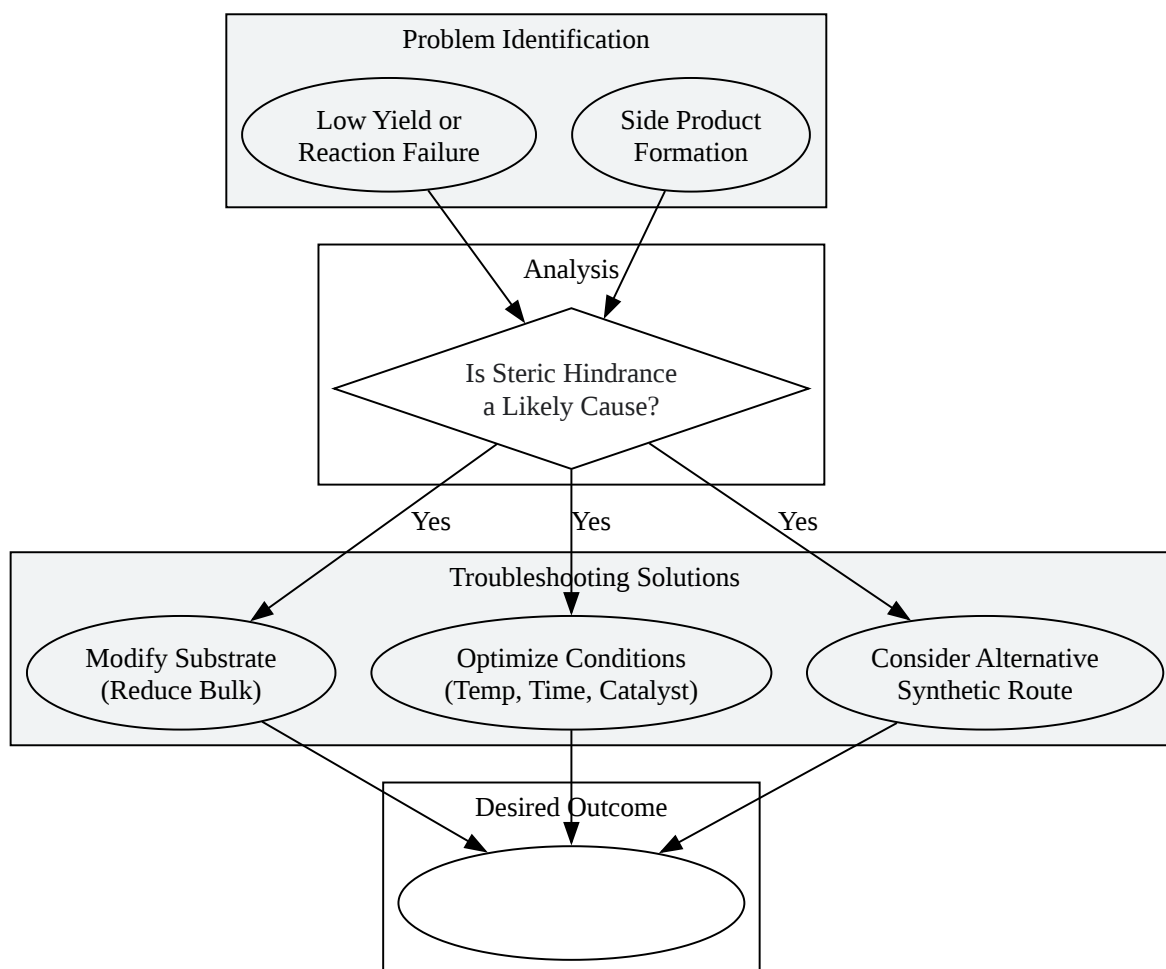 Problem Identification
Low Yield or
Reaction Failure
Side Product
Formation
Analysis
Is Steric Hindrance
a Likely Cause?
Yes
Yes
Yes
Troubleshooting Solutions
Modify Substrate
(Reduce Bulk)
Optimize Conditions
(Temp, Time, Catalyst)
Consider Alternative
Synthetic Route
Desired Outcome